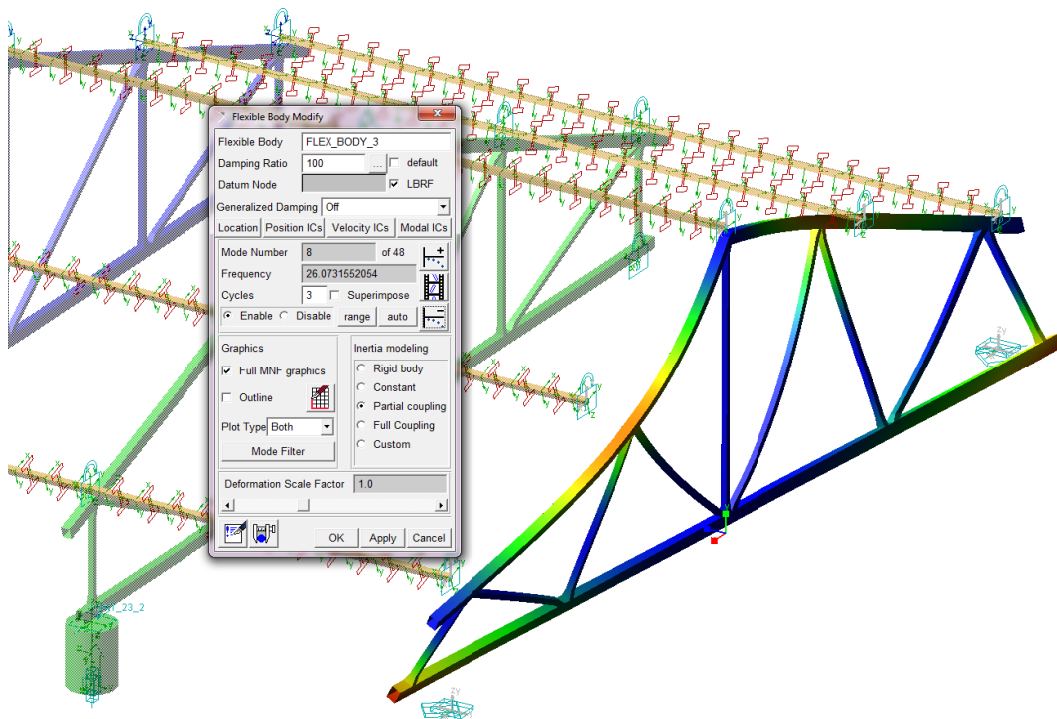 Flexible Body Modify
Flexible Body FLEX_BODY_3
Damping Ratio 100 ... default
Datum Node LBRF
Generalized Damping Off
Location Position ICs Velocity ICs Modal ICs
Mode Number 8 of 48
Frequency 26.0731552054
Cycles 3 Superimpose
Enable Disable range auto
Graphics
Full MNF graphics
Outline
Plot Type Both
Mode Filter
Inertia modeling
Rigid body
Constant
Partial coupling
Full Coupling
Custom
Deformation Scale Factor 1.0
OK Apply Cancel